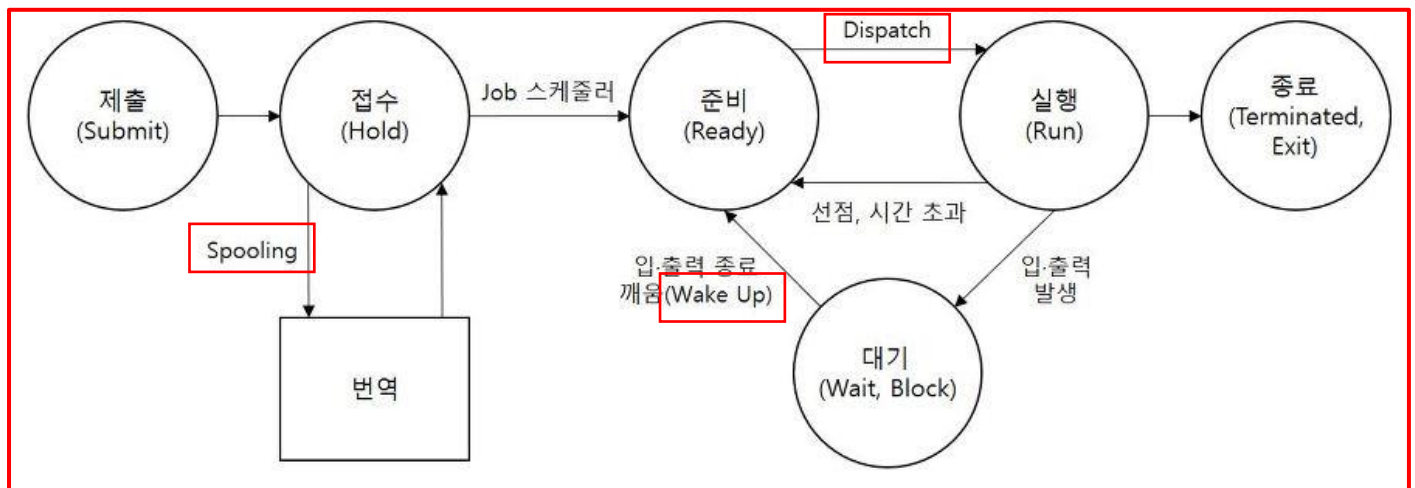 제출
(Submit)
접수
(Hold)
Job 스케줄러
준비
(Ready)
Dispatch
실행
(Run)
종료
(Terminated,
Exit)
선점, 시간 초과
Spooling
입·출력 종료
깨움(Wake Up)
입·출력
발생
번역
대기
(Wait, Block)